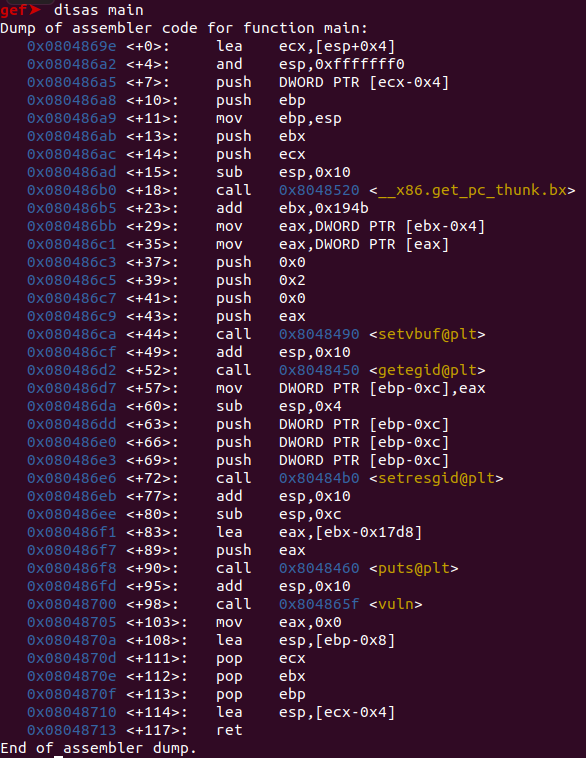 gef➤  disas main
Dump of assembler code for function main:
   0x0804869e <+0>:	lea    ecx,[esp+0x4]
   0x080486a2 <+4>:	and    esp,0xfffffff0
   0x080486a5 <+7>:	push   DWORD PTR [ecx-0x4]
   0x080486a8 <+10>:	push   ebp
   0x080486a9 <+11>:	mov    ebp,esp
   0x080486ab <+13>:	push   ebx
   0x080486ac <+14>:	push   ecx
   0x080486ad <+15>:	sub    esp,0x10
   0x080486b0 <+18>:	call   0x8048520 <__x86.get_pc_thunk.bx>
   0x080486b5 <+23>:	add    ebx,0x194b
   0x080486bb <+29>:	mov    eax,DWORD PTR [ebx-0x4]
   0x080486c1 <+35>:	mov    eax,DWORD PTR [eax]
   0x080486c3 <+37>:	push   0x0
   0x080486c5 <+39>:	push   0x2
   0x080486c7 <+41>:	push   0x0
   0x080486c9 <+43>:	push   eax
   0x080486ca <+44>:	call   0x8048490 <setvbuf@plt>
   0x080486cf <+49>:	add    esp,0x10
   0x080486d2 <+52>:	call   0x8048450 <getegid@plt>
   0x080486d7 <+57>:	mov    DWORD PTR [ebp-0xc],eax
   0x080486da <+60>:	sub    esp,0x4
   0x080486dd <+63>:	push   DWORD PTR [ebp-0xc]
   0x080486e0 <+66>:	push   DWORD PTR [ebp-0xc]
   0x080486e3 <+69>:	push   DWORD PTR [ebp-0xc]
   0x080486e6 <+72>:	call   0x80484b0 <setresgid@plt>
   0x080486eb <+77>:	add    esp,0x10
   0x080486ee <+80>:	sub    esp,0xc
   0x080486f1 <+83>:	lea    eax,[ebx-0x17d8]
   0x080486f7 <+89>:	push   eax
   0x080486f8 <+90>:	call   0x8048460 <puts@plt>
   0x080486fd <+95>:	add    esp,0x10
   0x08048700 <+98>:	call   0x804865f <vuln>
   0x08048705 <+103>:	mov    eax,0x0
   0x0804870a <+108>:	lea    esp,[ebp-0x8]
   0x0804870d <+111>:	pop    ecx
   0x0804870e <+112>:	pop    ebx
   0x0804870f <+113>:	pop    ebp
   0x08048710 <+114>:	lea    esp,[ecx-0x4]
   0x08048713 <+117>:	ret
End of assembler dump.